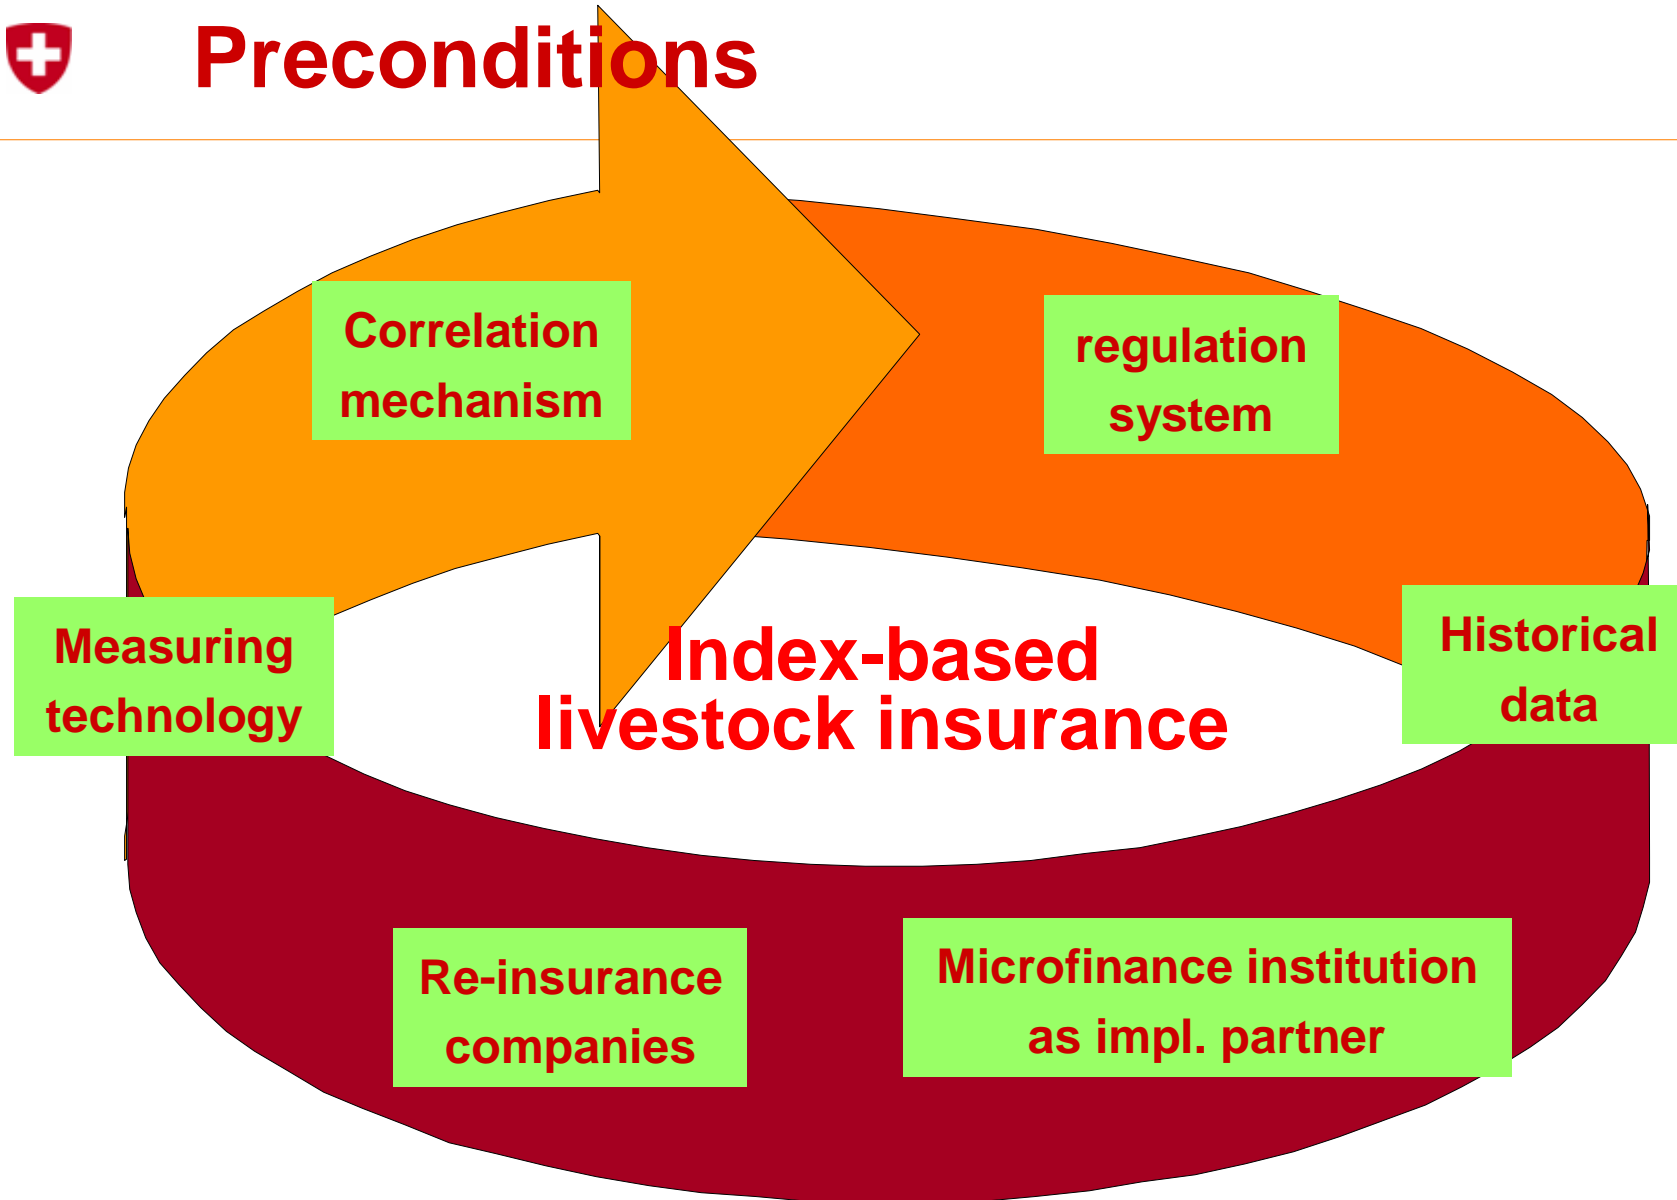 Preconditions
Correlation
mechanism
regulation
system
Measuring
technology
Index-based
livestock insurance
Historical
data
Re-insurance
companies
Microfinance institution
as impl. partner